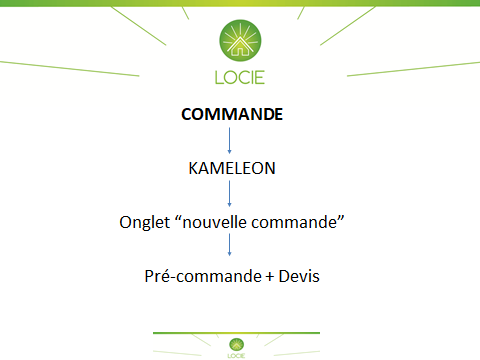 LOCIE
COMMANDE
KAMELEON
Onglet “nouvelle commande”
Pré-commande + Devis
LOCIE